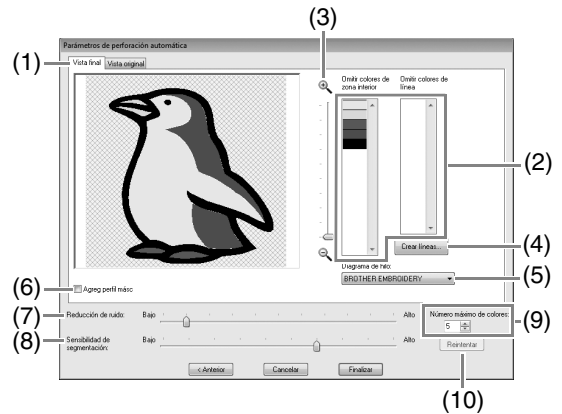 (3)
Parámetros de perforación automática
(1)
Vista final Vista original
Omitir colores de zona interior
Omitir colores de línea
(2)
Crear líneas...
(4)
Diagrama de hilo:
BROTHER EMBROIDERY
(5)
(6)
Agreg perfil másc
(7)
Reducción de ruido: Bajo Alto
Número máximo de colores:
5
(9)
(8)
Sensibilidad de segmentación: Bajo Alto
Reintentar
< Anterior Cancelar Finalizar
(10)